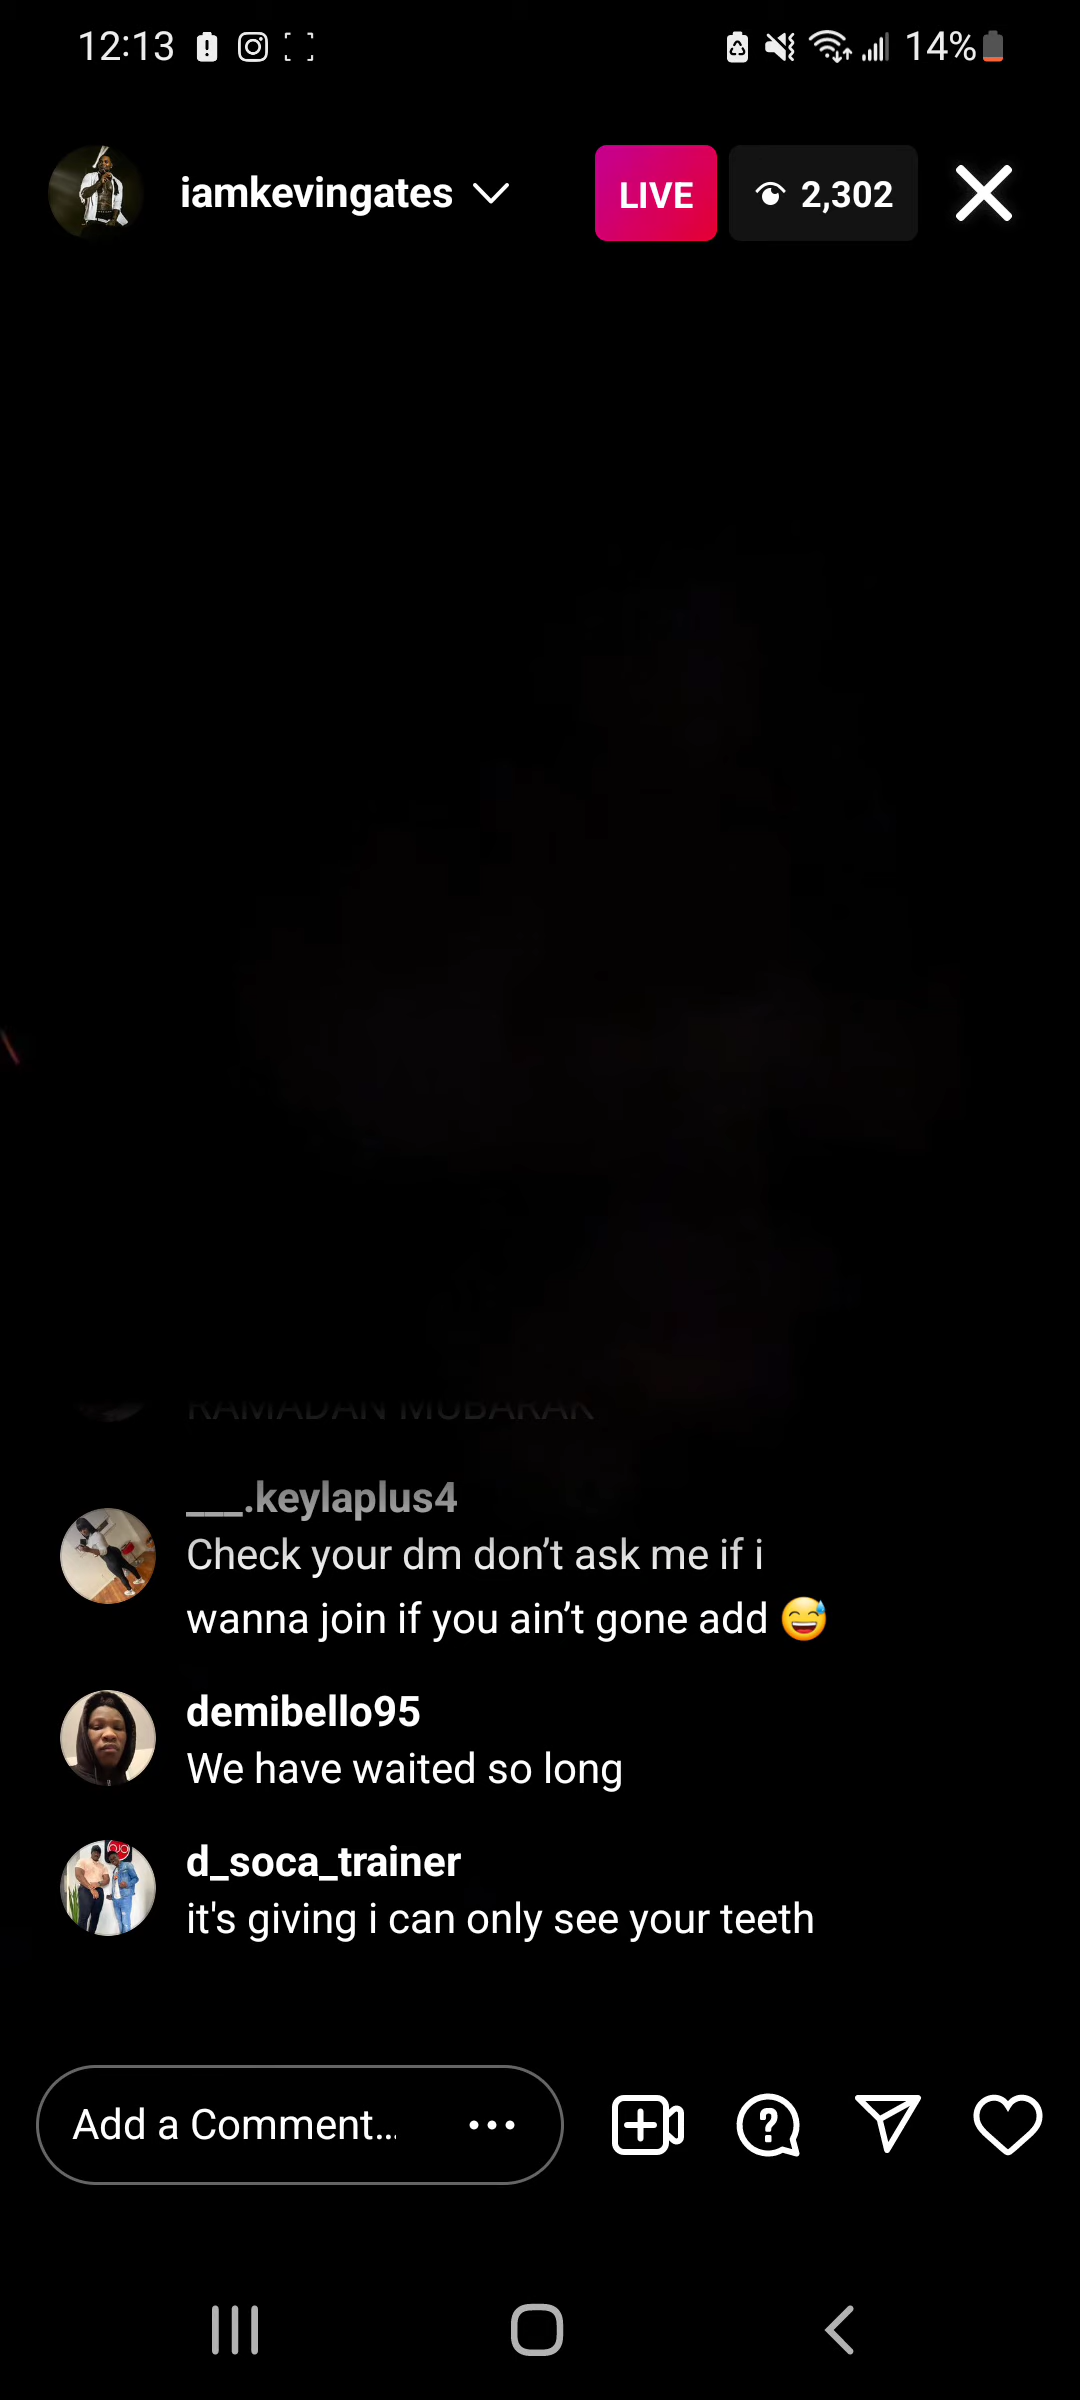 12:13
14%
iamkevingates
LIVE
2,302
RAMADAN MUBARAK
___.keylaplus4
Check your dm don’t ask me if i
wanna join if you ain’t gone add 😅
demibello95
We have waited so long
d_soca_trainer
it's giving i can only see your teeth
Add a Comment...